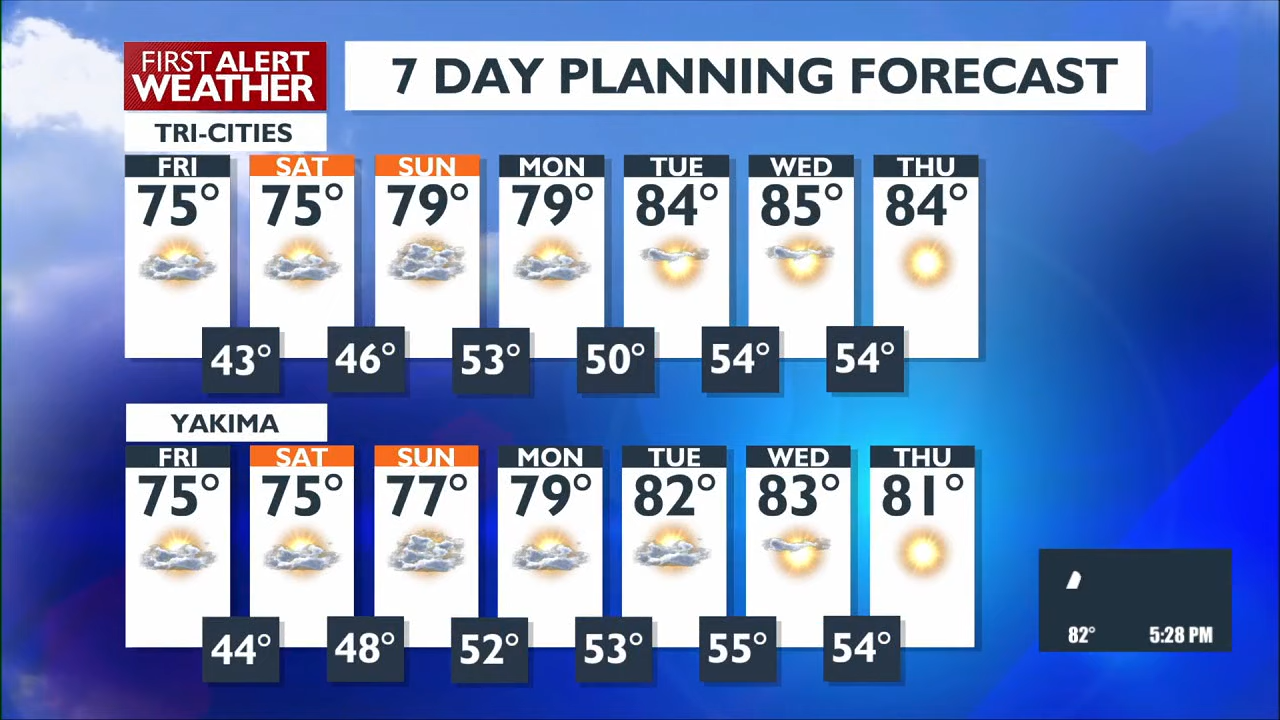 FIRST ALERT
WEATHER
7 DAY PLANNING FORECAST
TRI-CITIES
FRI SAT SUN MON TUE WED THU
75° 75° 79° 79° 84° 85° 84°
43° 46° 53° 50° 54° 54°
YAKIMA
FRI SAT SUN MON TUE WED THU
75° 75° 77° 79° 82° 83° 81°
44° 48° 52° 53° 55° 54°
82° 5:28 PM